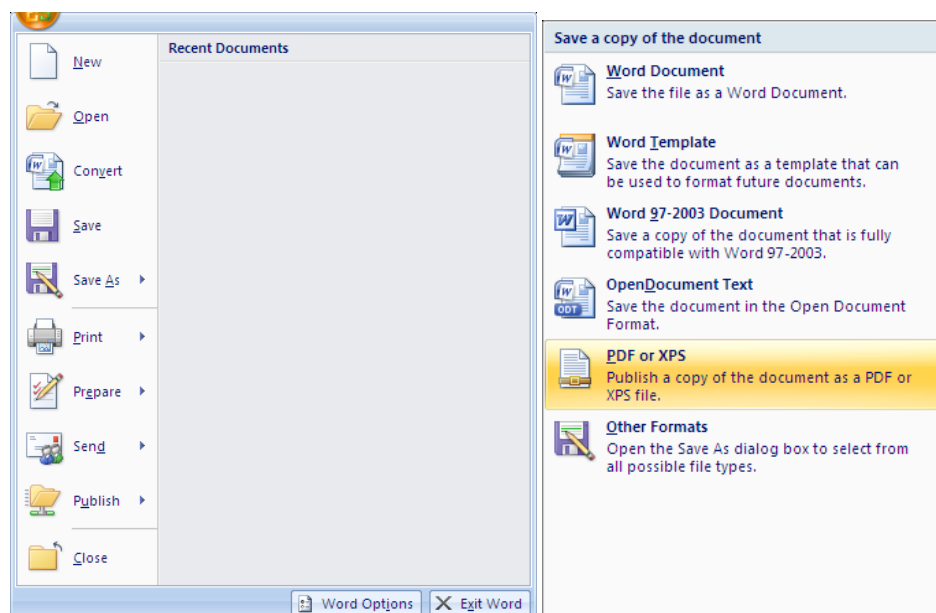 Recent Documents
New
Open
Convert
Save
Save As
Print
Prepare
Send
Publish
Close
Word Options
Exit Word
Save a copy of the document
Word Document
Save the file as a Word Document.
Word Template
Save the document as a template that can
be used to format future documents.
Word 97-2003 Document
Save a copy of the document that is fully
compatible with Word 97-2003.
OpenDocument Text
Save the document in the Open Document
Format.
ODT
PDF or XPS
Publish a copy of the document as a PDF or
XPS file.
Other Formats
Open the Save As dialog box to select from
all possible file types.